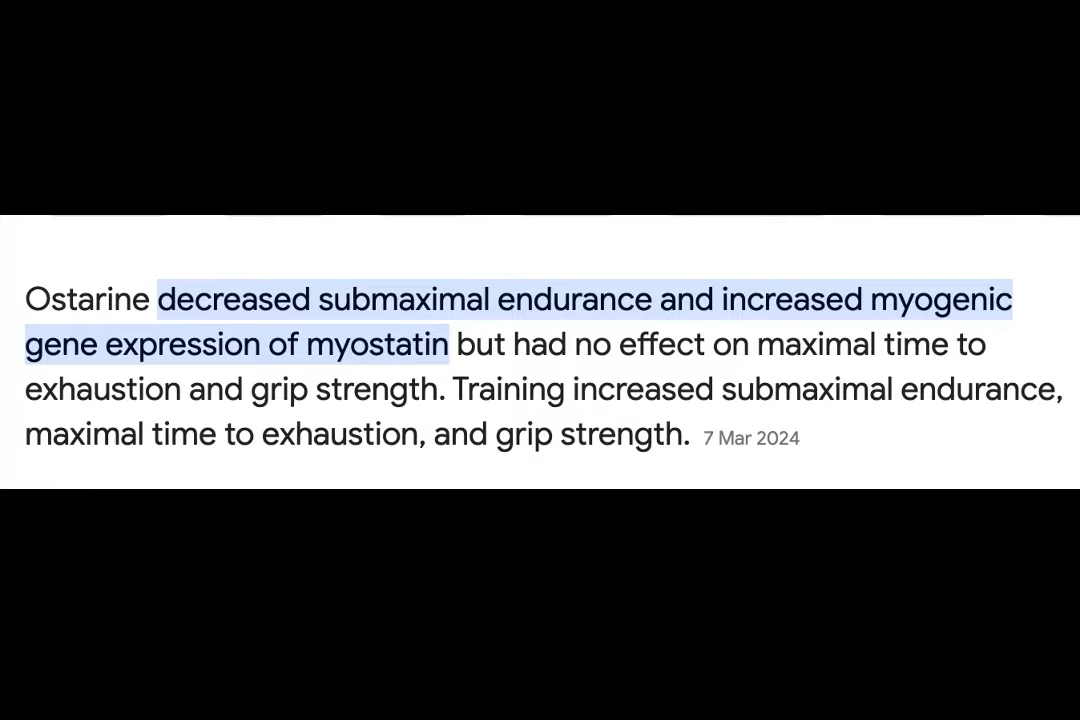 Ostarine decreased submaximal endurance and increased myogenic
gene expression of myostatin but had no effect on maximal time to
exhaustion and grip strength. Training increased submaximal endurance,
maximal time to exhaustion, and grip strength. 7 Mar 2024